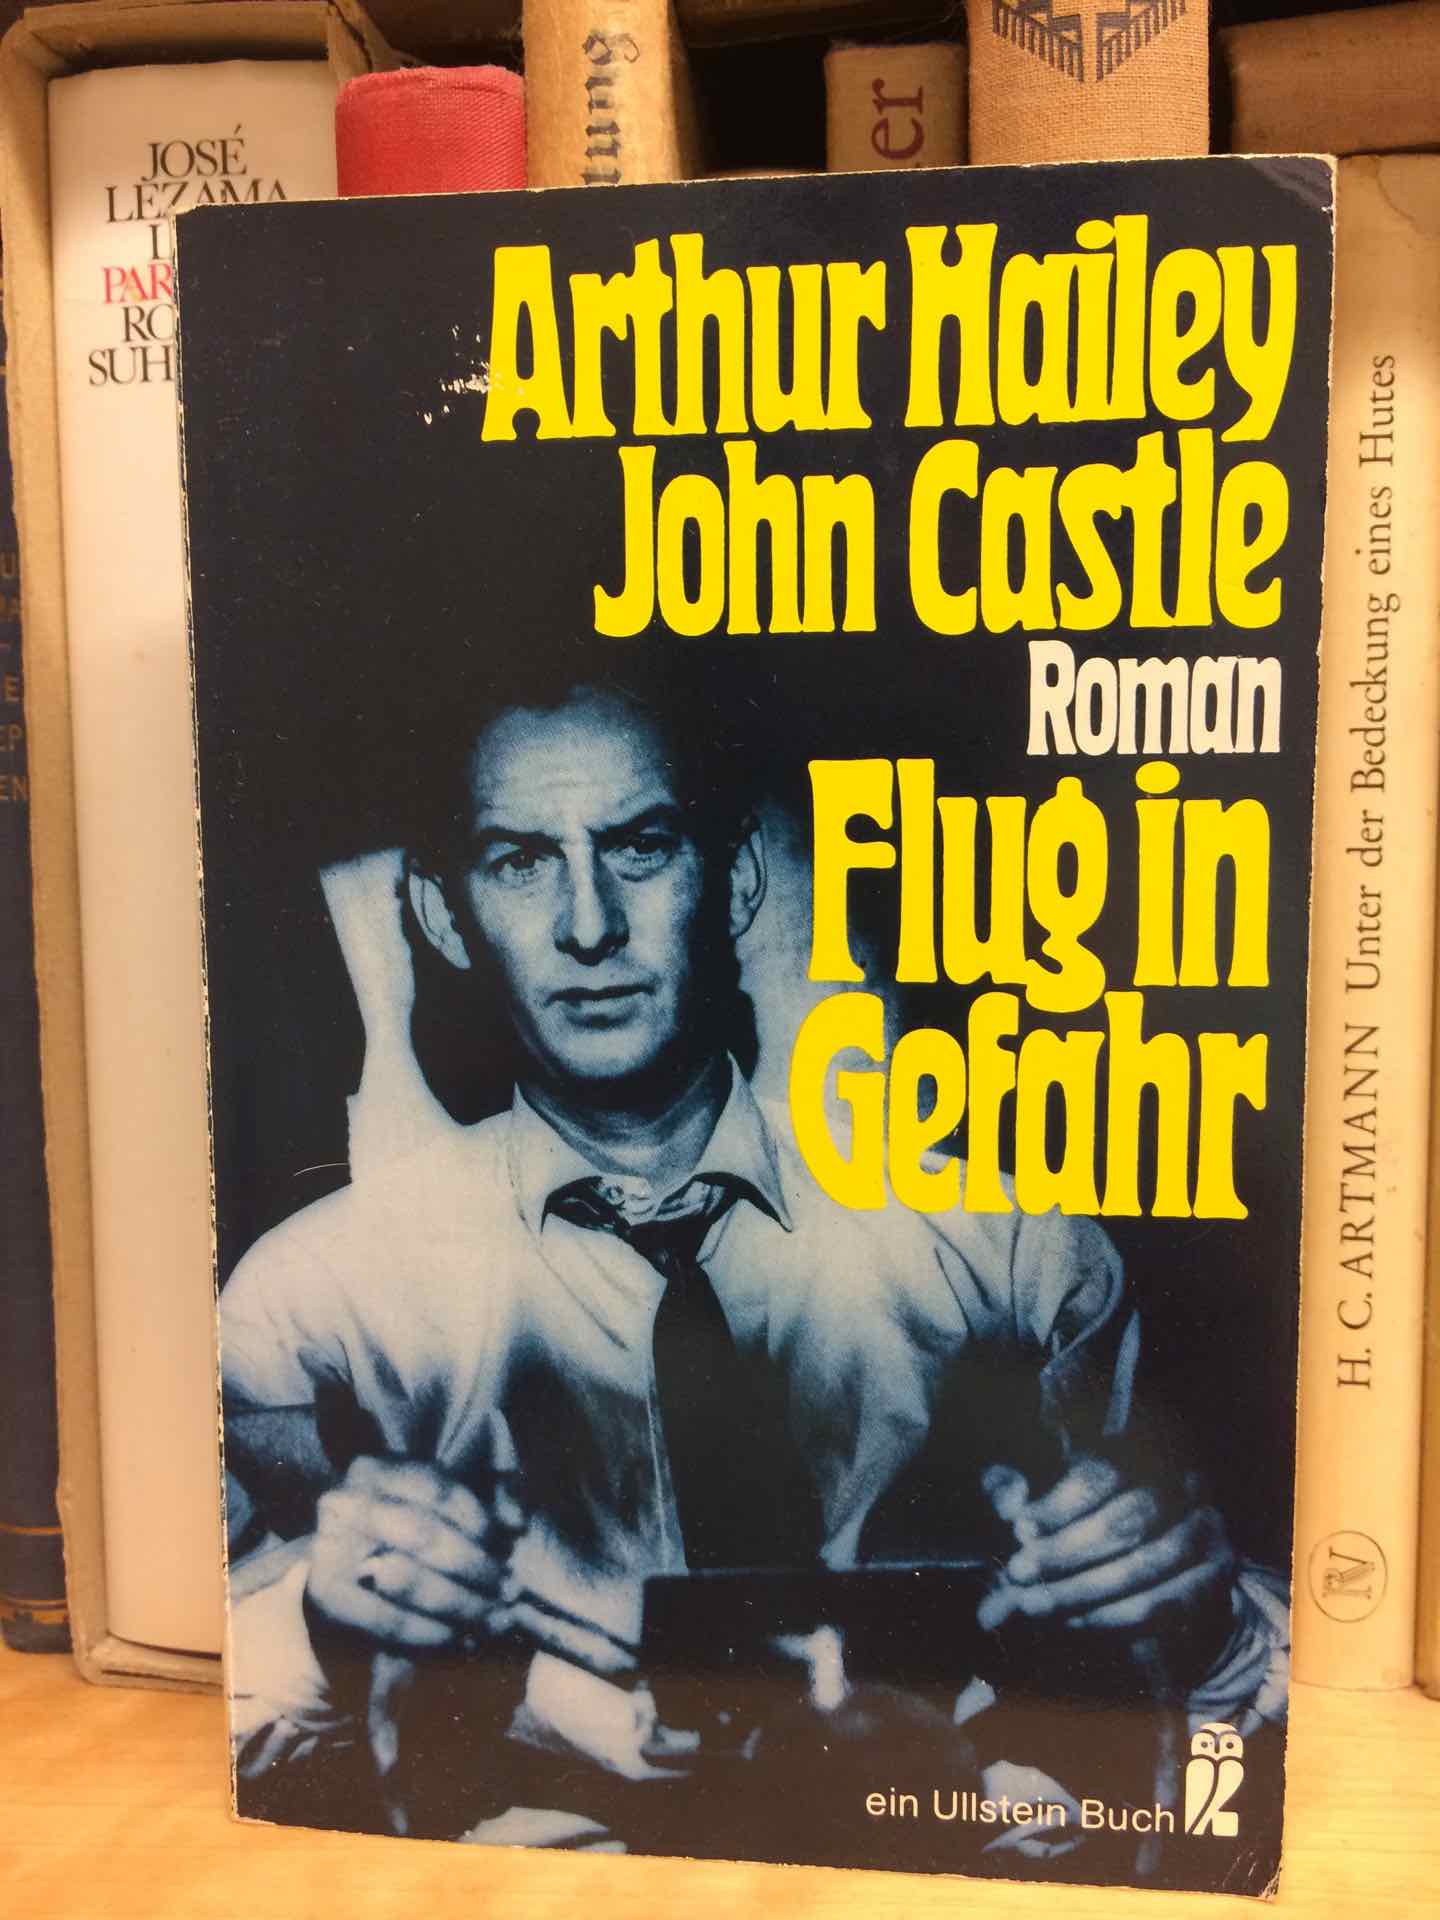 JOSÉ
LEZAMA
SUH
Arthur Hailey
John Castle
Roman
Flug in
Gefahr
ein Ullstein Buch
H. C. ARTMANN Unter der Bedeckung eines Hutes